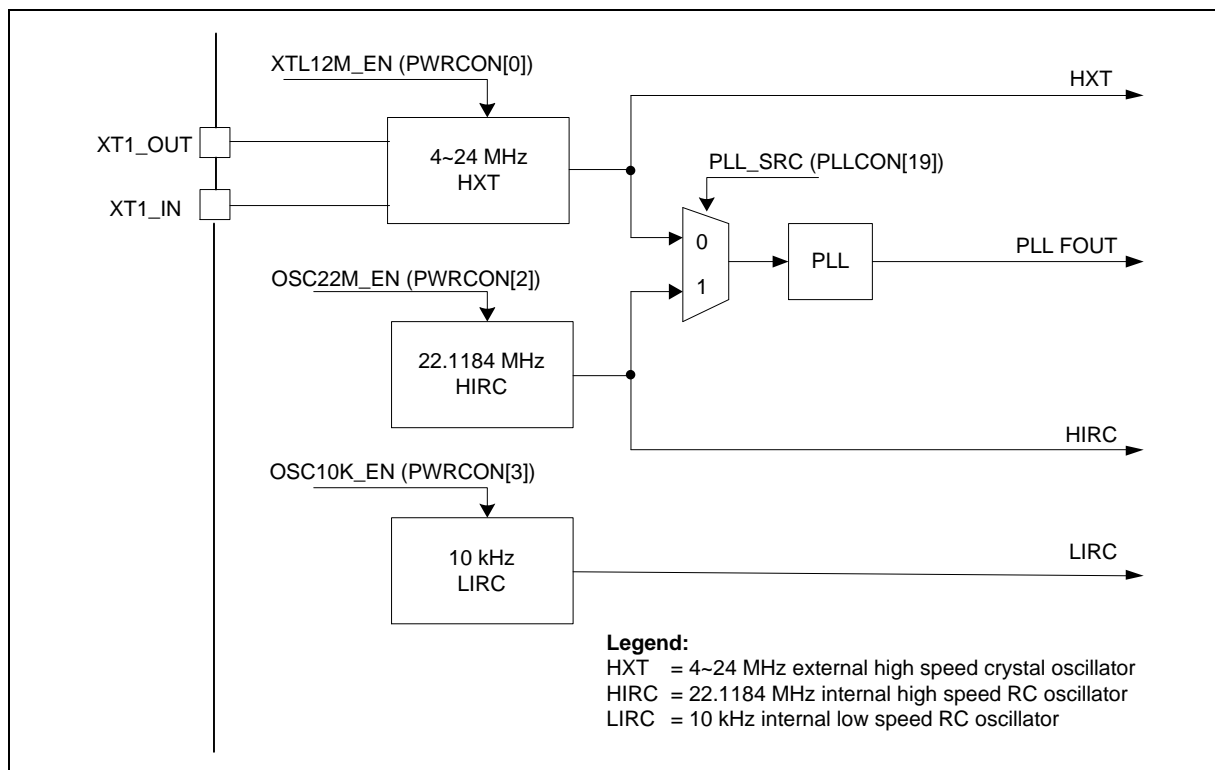 XTL12M_EN (PWRCON[0])
HXT
XT1_OUT
4~24 MHz
HXT
PLL_SRC (PLLCON[19])
XT1_IN
0
PLL
PLL FOUT
OSC22M_EN (PWRCON[2])
1
22.1184 MHz
HIRC
HIRC
OSC10K_EN (PWRCON[3])
10 kHz
LIRC
LIRC
Legend:
HXT = 4~24 MHz external high speed crystal oscillator
HIRC = 22.1184 MHz internal high speed RC oscillator
LIRC = 10 kHz internal low speed RC oscillator